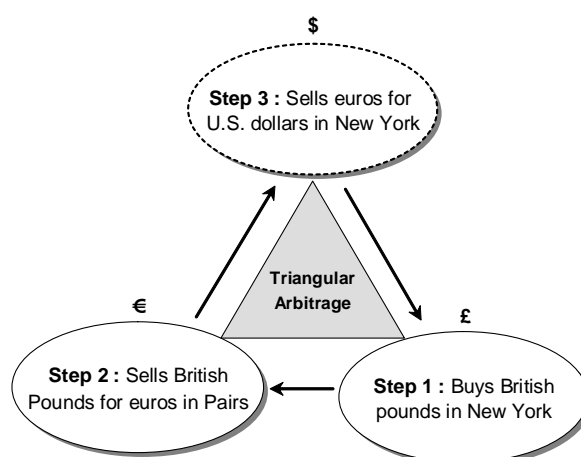 $
Step 3 : Sells euros for
U.S. dollars in New York
Triangular
Arbitrage
€
£
Step 2 : Sells British
Pounds for euros in Pairs
Step 1 : Buys British
pounds in New York